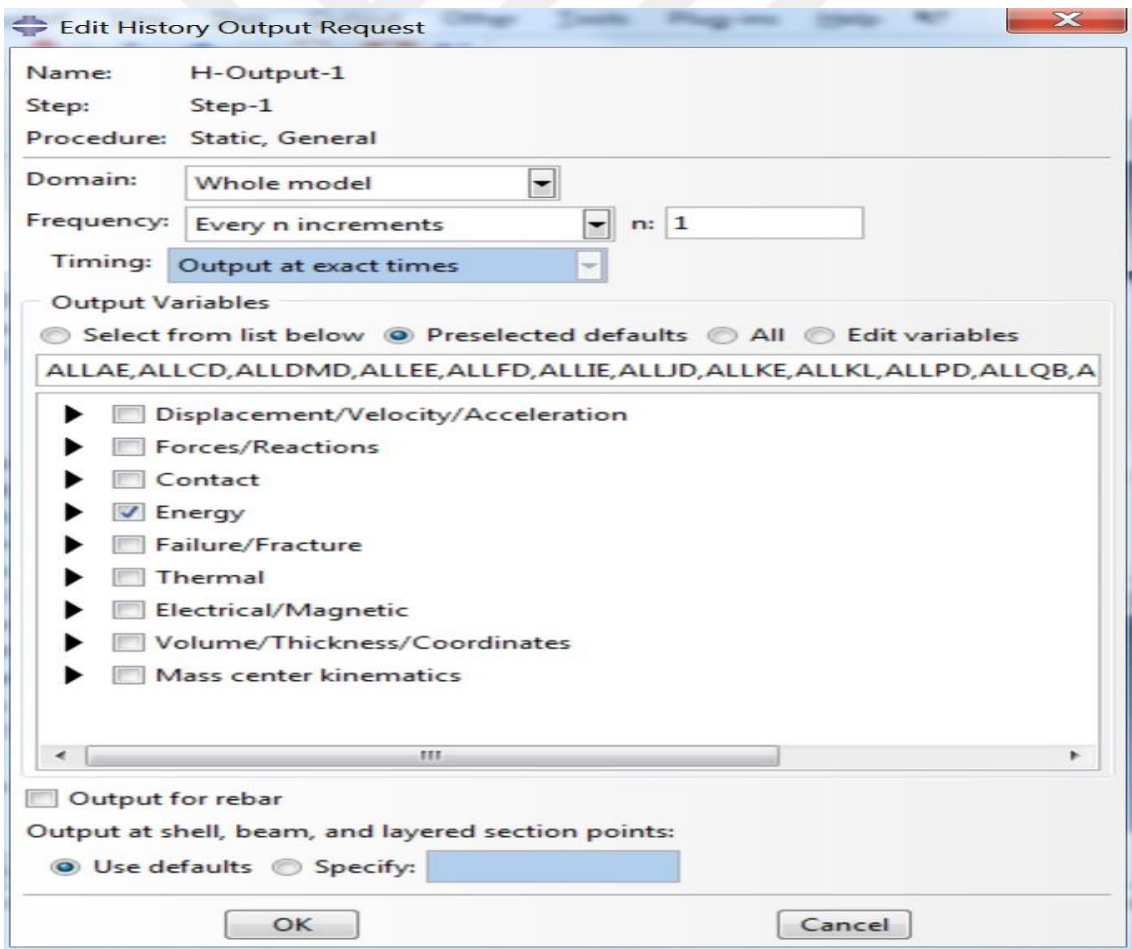 Edit History Output Request
Name: H-Output-1
Step: Step-1
Procedure: Static, General
Domain: Whole model
Frequency: Every n increments n: 1
Timing: Output at exact times
Output Variables
Select from list below Preselected defaults All Edit variables
ALLAE,ALLCD,ALLDMD,ALLEE,ALLFD,ALLIE,ALLJD,ALLKE,ALLKL,ALLPD,ALLQB,A
Displacement/Velocity/Acceleration
Forces/Reactions
Contact
Energy
Failure/Fracture
Thermal
Electrical/Magnetic
Volume/Thickness/Coordinates
Mass center kinematics
Output for rebar
Output at shell, beam, and layered section points:
Use defaults Specify:
OK Cancel